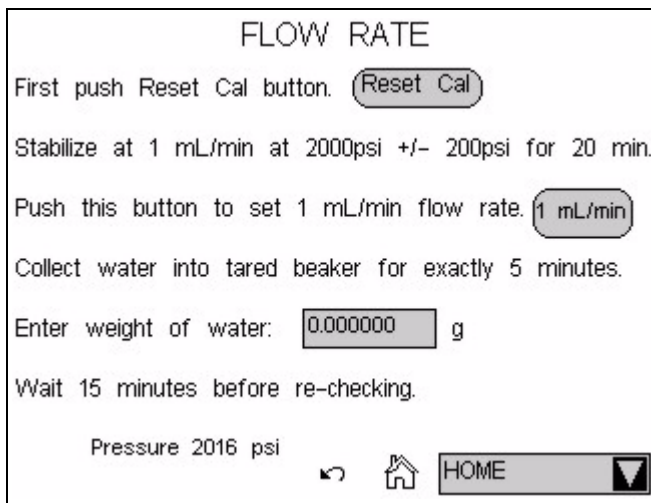 FLOW RATE
First push Reset Cal button. Reset Cal
Stabilize at 1 mL/min at 2000psi +/- 200psi for 20 min.
Push this button to set 1 mL/min flow rate. 1 mL/min
Collect water into tared beaker for exactly 5 minutes.
Enter weight of water: 0.000000 g
Wait 15 minutes before re-checking.
Pressure 2016 psi
HOME